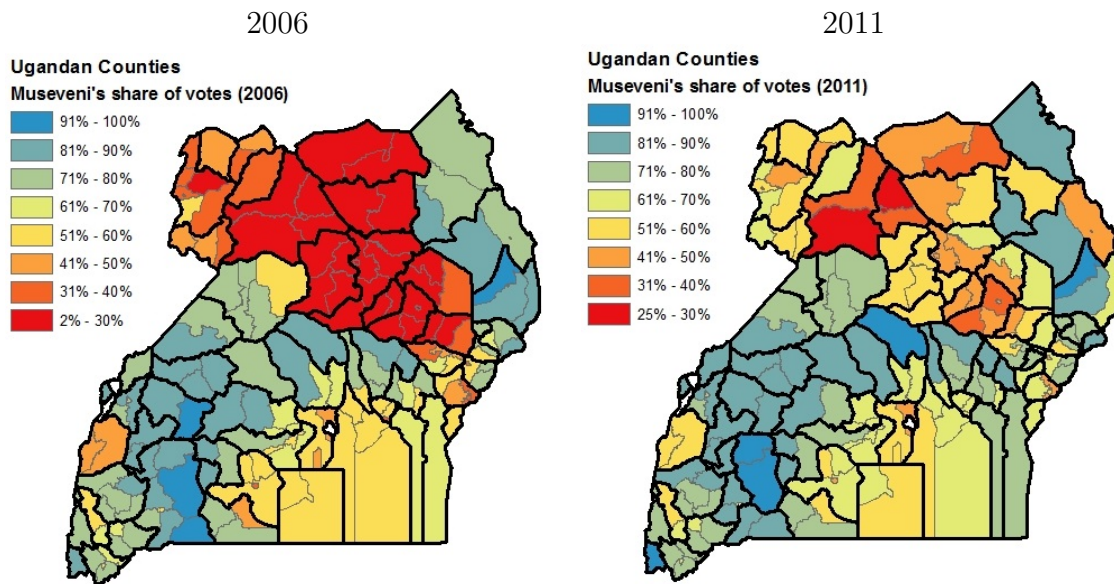 2006
Ugandan Counties
Museveni's share of votes (2006)
91% - 100%
81% - 90%
71% - 80%
61% - 70%
51% - 60%
41% - 50%
31% - 40%
2% - 30%
2011
Ugandan Counties
Museveni's share of votes (2011)
91% - 100%
81% - 90%
71% - 80%
61% - 70%
51% - 60%
41% - 50%
31% - 40%
25% - 30%